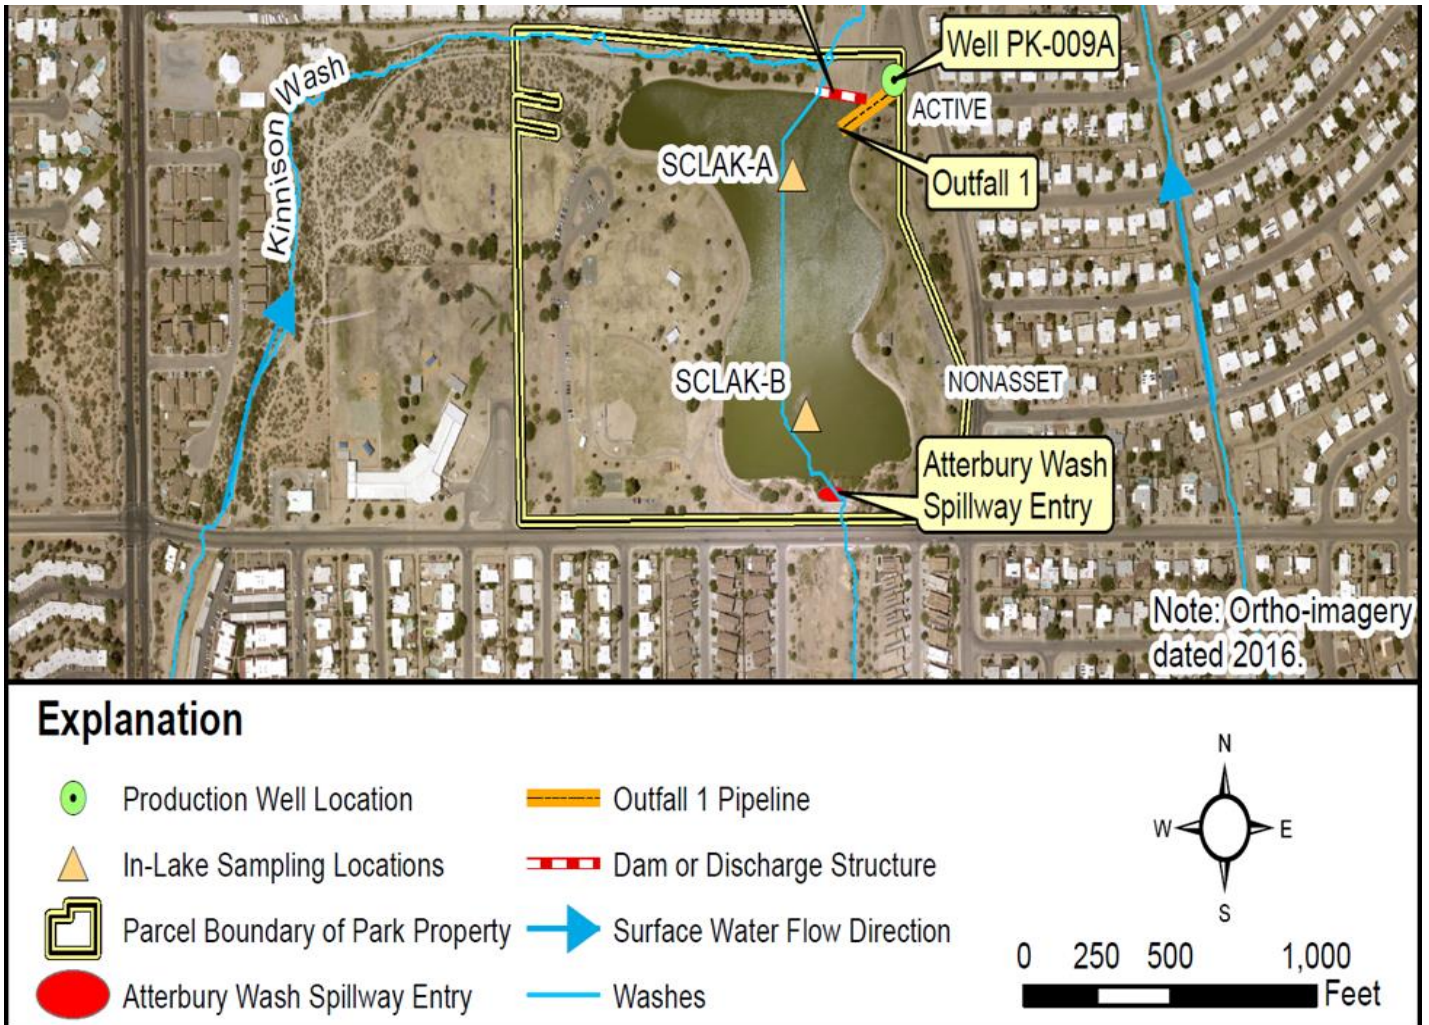 Well PK-009A
Kinnison Wash
ACTIVE
SCLAK-A
Outfall 1
SCLAK-B
NONASSET
Atterbury Wash
Spillway Entry
Note: Ortho-imagery
dated 2016.
Explanation
Production Well Location
Outfall 1 Pipeline
In-Lake Sampling Locations
Dam or Discharge Structure
Parcel Boundary of Park Property
Surface Water Flow Direction
Atterbury Wash Spillway Entry
Washes
N
W E
S
0 250 500 1,000
Feet